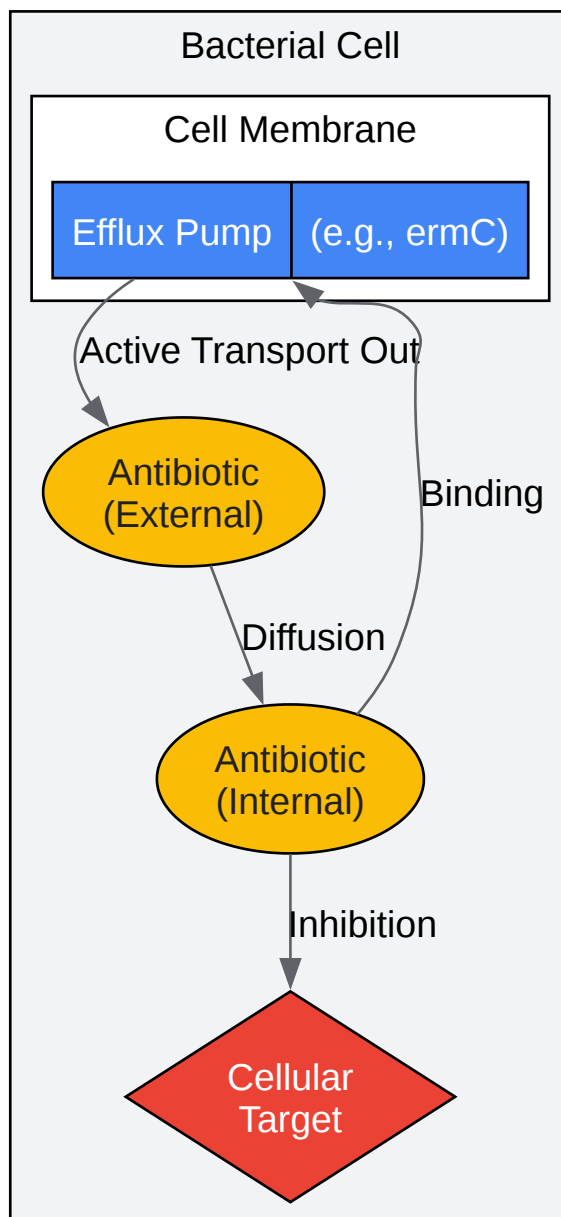 Bacterial Cell
Cell Membrane
Efflux Pump
(e.g., ermC)
Active Transport Out
Antibiotic
(External)
Binding
Diffusion
Antibiotic
(Internal)
Inhibition
Cellular
Target